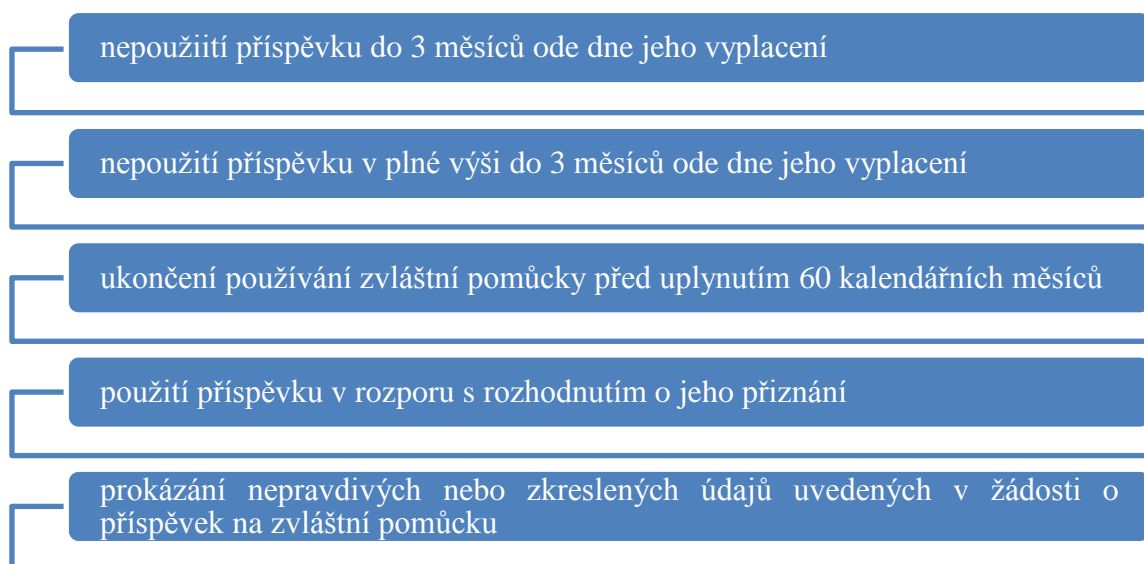 nepoužiití příspěvku do 3 měsíců ode dne jeho vyplacení
nepoužití příspěvku v plné výši do 3 měsíců ode dne jeho vyplacení
ukončení používání zvláštní pomůcky před uplynutím 60 kalendářních měsíců
použití příspěvku v rozporu s rozhodnutím o jeho přiznání
prokázání nepravdivých nebo zkreslených údajů uvedených v žádosti o
příspěvek na zvláštní pomůcku